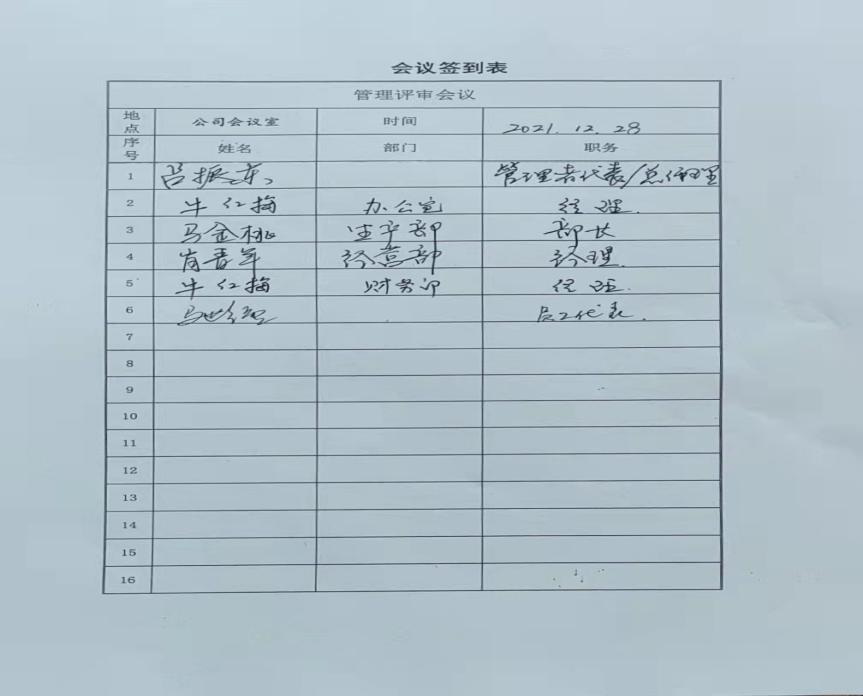 会议签到表
管理评审会议
地点 公司会议室 时间 2021.12.28
序号 姓名 部门 职务
1 吕振东 管理者代表/总经理
2 牛红梅 办公室 经理.
3 马金桃 生产部 部长
4 肖青年 经营部 经理.
5 牛红梅 财务部 经理.
6 马 员工代表.
7
8
9
10
11
12
13
14
15
16